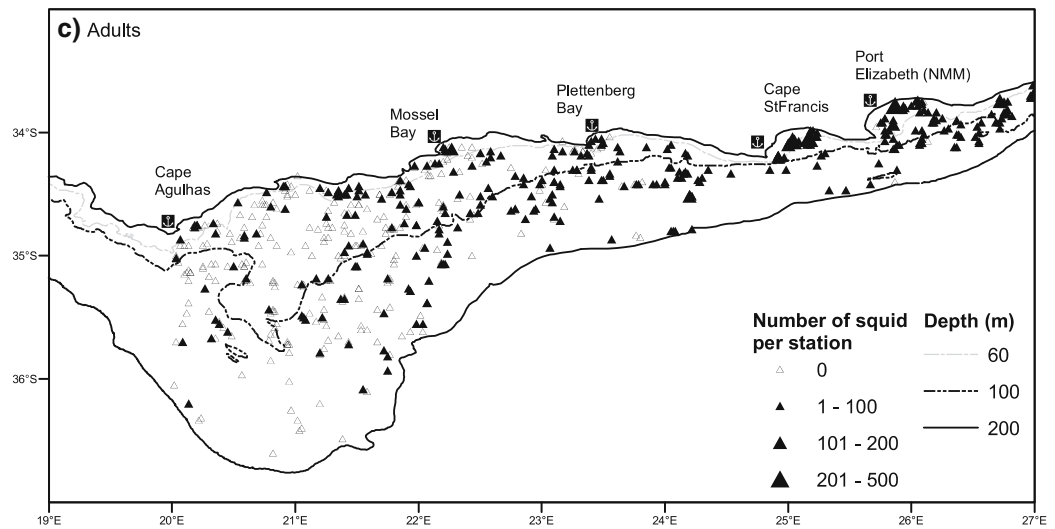 c) Adults
Port
Elizabeth (NMM)
Plettenberg
Bay
Cape
StFrancis
Mossel
Bay
Cape
Agulhas
34°S
35°S
36°S
Number of squid
per station
0
1 - 100
101 - 200
201 - 500
Depth (m)
60
100
200
19°E 20°E 21°E 22°E 23°E 24°E 25°E 26°E 27°E